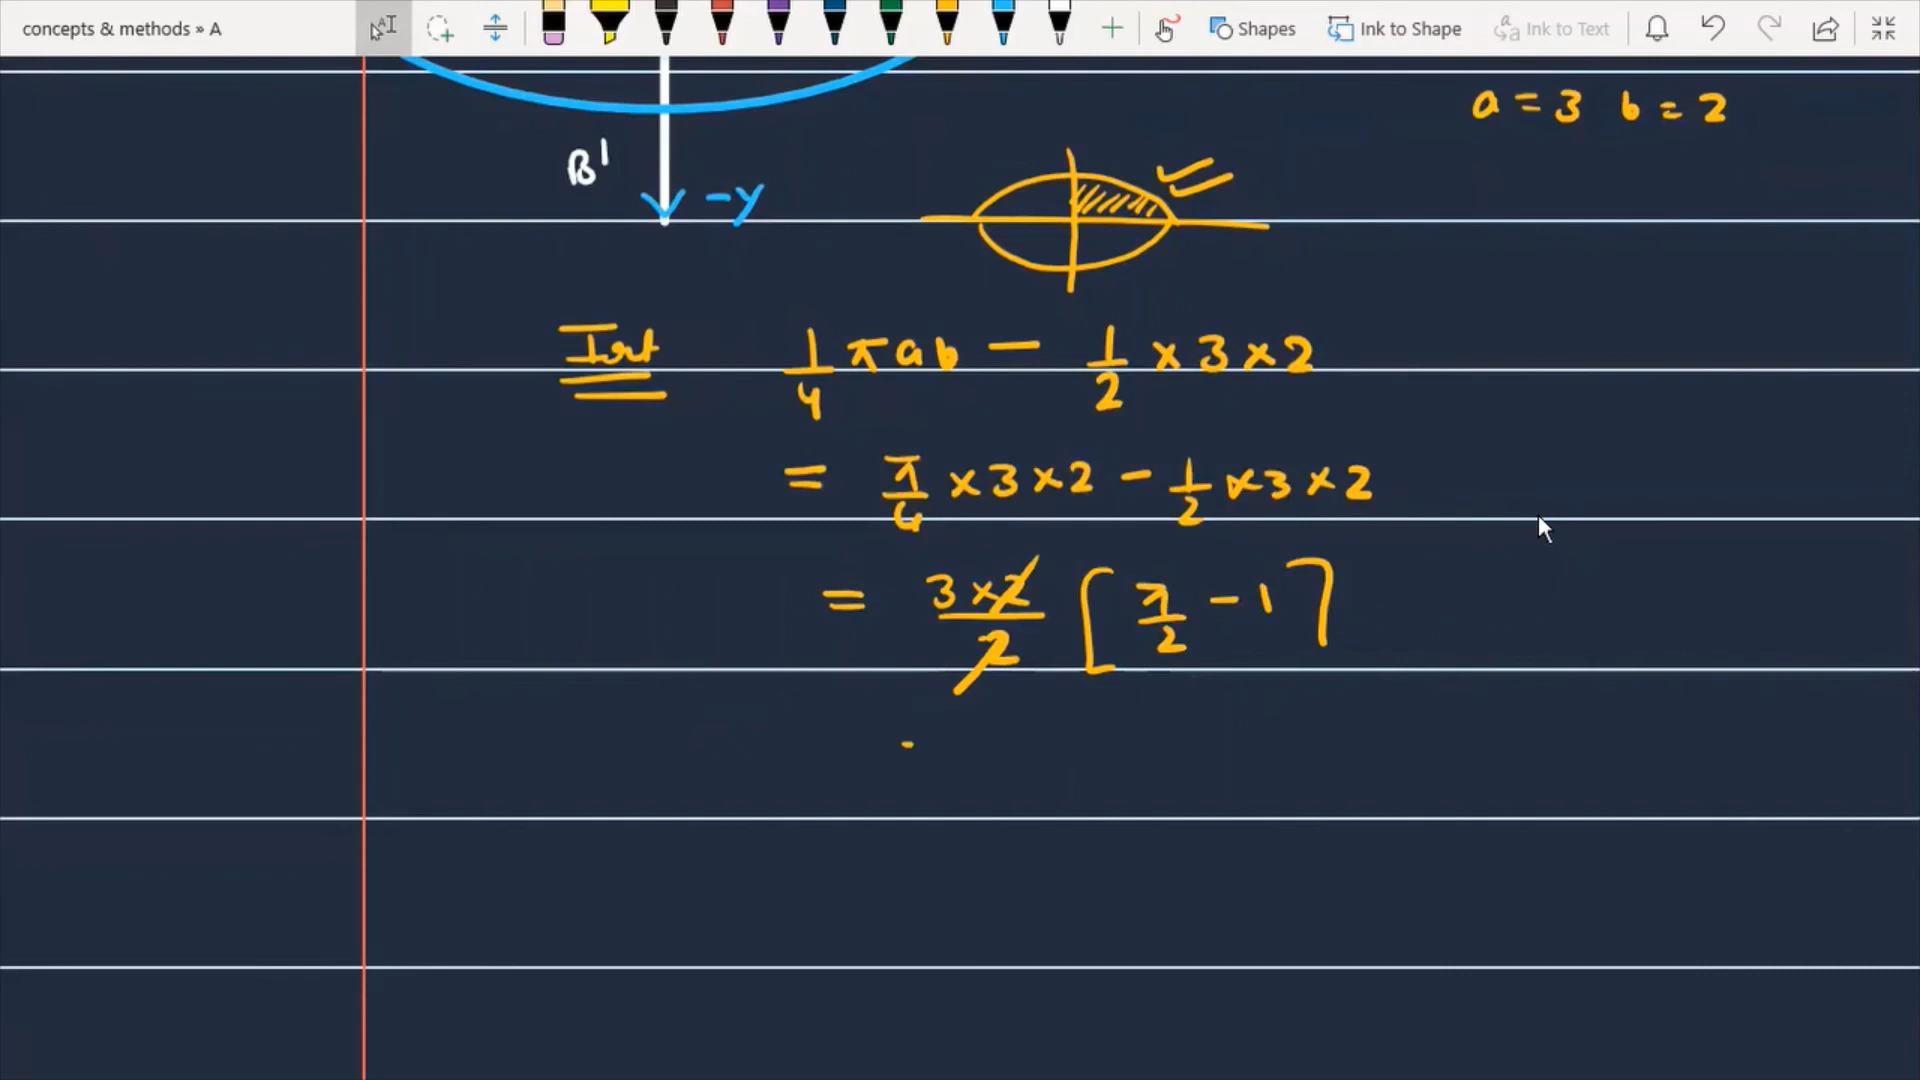 concepts & methods » A
Shapes
Ink to Shape
Ink to Text
a = 3 b = 2
B'
-y
1/4 πab - 1/2 × 3 × 2
= π/4 × 3 × 2 - 1/2 × 3 × 2
= 3×2/2 [π/2 - 1]